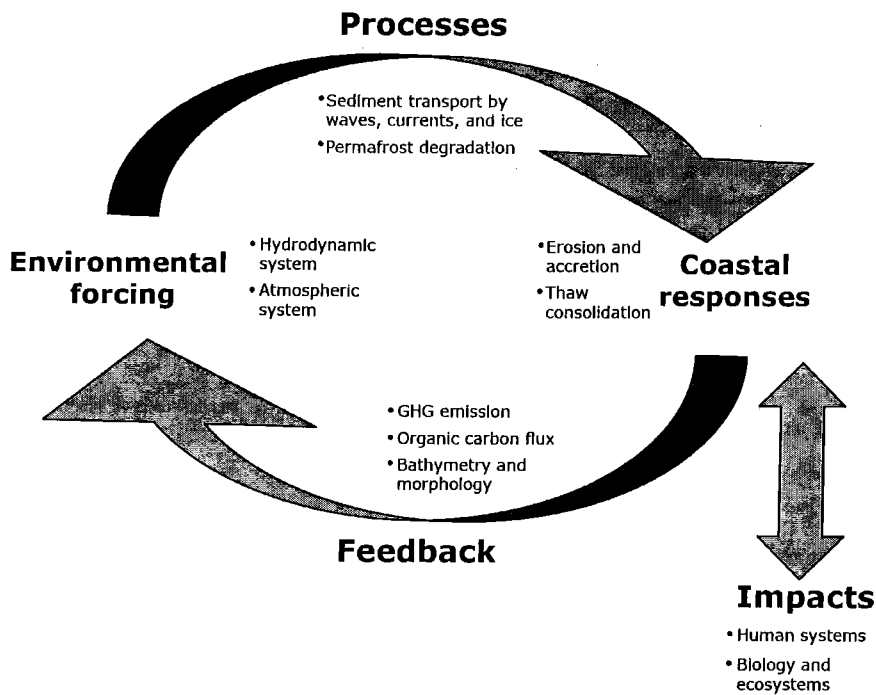 Processes
•Sediment transport by
waves, currents, and ice
•Permafrost degradation
Environmental
forcing
•Hydrodynamic
system
•Atmospheric
system
•Erosion and
accretion
•Thaw
consolidation
Coastal
responses
•GHG emission
•Organic carbon flux
•Bathymetry and
morphology
Feedback
Impacts
•Human systems
•Biology and
ecosystems